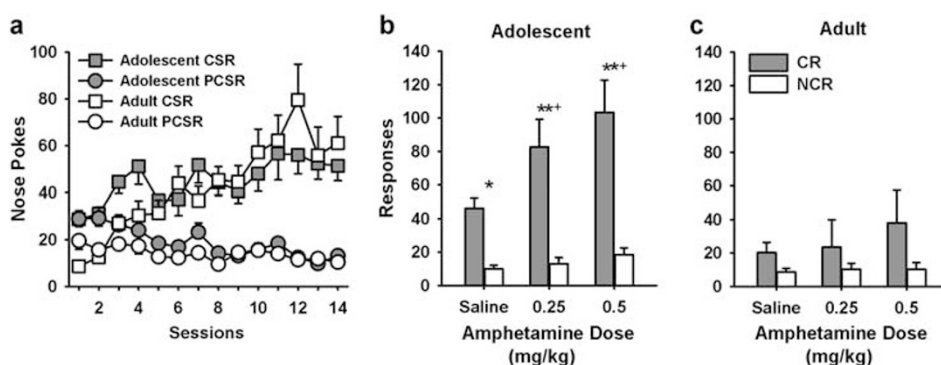 a
Adolescent CSR
Adolescent PCSR
Adult CSR
Adult PCSR
Nose Pokes
100
80
60
40
20
0
2 4 6 8 10 12 14
Sessions
b
Adolescent
Responses
140
120
100
80
60
40
20
0
*
**+
**+
Saline 0.25 0.5
Amphetamine Dose
(mg/kg)
c
Adult
CR
NCR
140
120
100
80
60
40
20
0
Saline 0.25 0.5
Amphetamine Dose
(mg/kg)